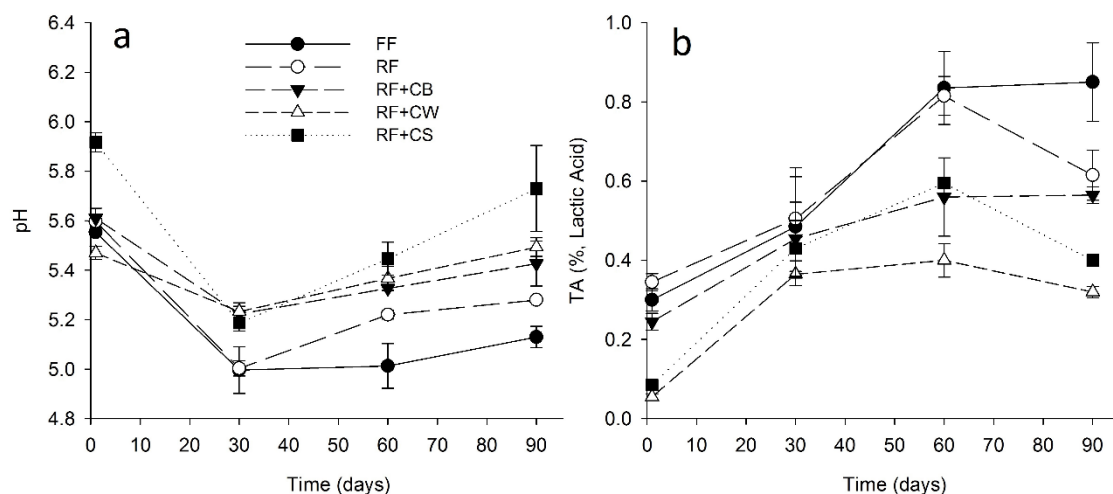 a
FF
RF
RF+CB
RF+CW
RF+CS
6.4
6.2
6.0
5.8
5.6
5.4
5.2
5.0
4.8
pH
0 10 20 30 40 50 60 70 80 90
Time (days)
b
1.0
0.8
0.6
0.4
0.2
0.0
TA (%, Lactic Acid)
0 10 20 30 40 50 60 70 80 90
Time (days)